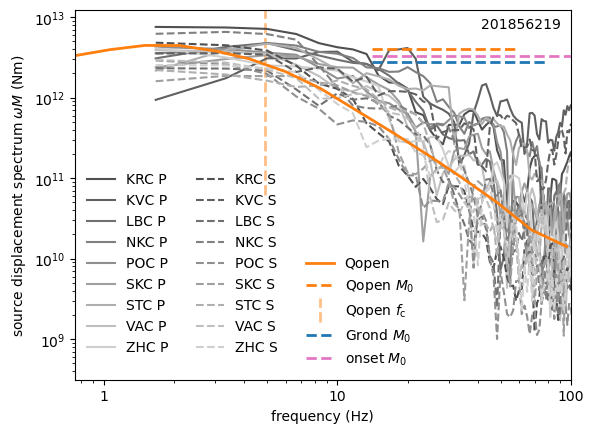 10¹³
201856219
10¹²
10¹¹
10¹⁰
10⁹
source displacement spectrum ωM (Nm)
KRC P
KVC P
LBC P
NKC P
POC P
SKC P
STC P
VAC P
ZHC P
KRC S
KVC S
LBC S
NKC S
POC S
SKC S
STC S
VAC S
ZHC S
Qopen
Qopen M₀
Qopen f_c
Grond M₀
onset M₀
1
10
100
frequency (Hz)